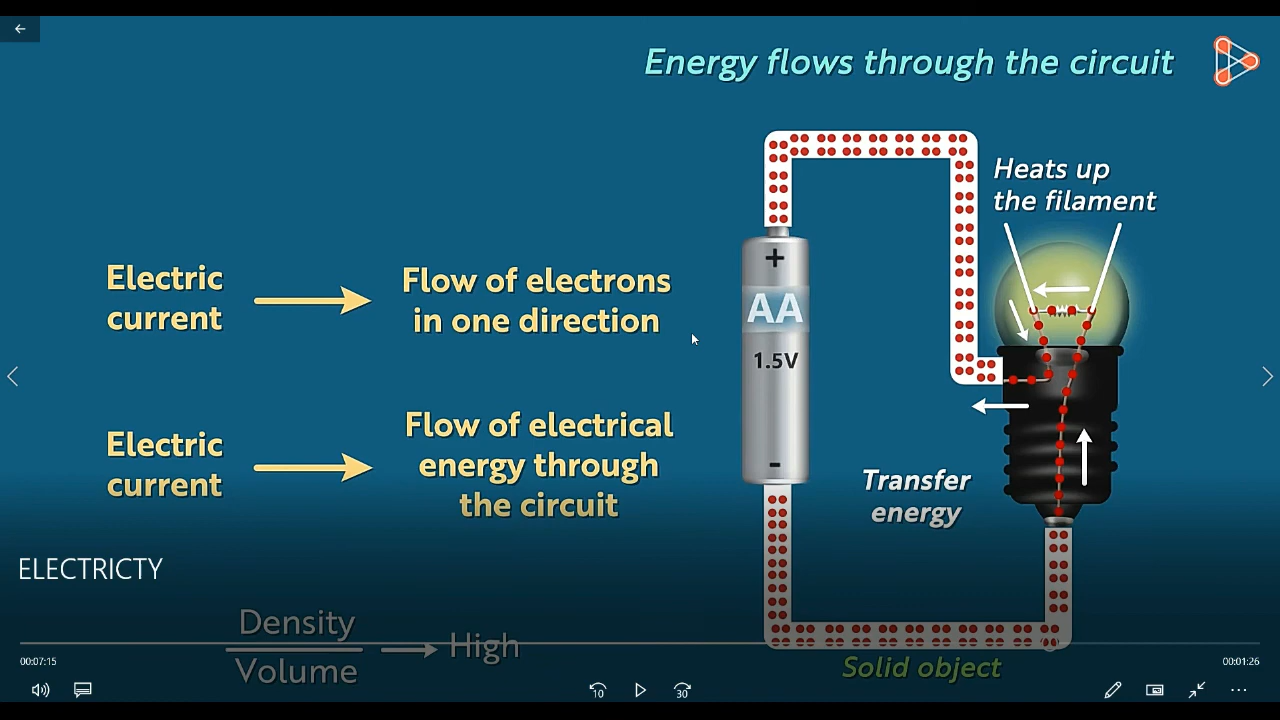 Energy flows through the circuit
Heats up
the filament
Electric
current
Flow of electrons
in one direction
+
AA
1.5V
-
Electric
current
Flow of electrical
energy through
the circuit
Transfer
energy
ELECTRICTY
Density
Volume
High
Solid object
00:07:15
00:01:26
10
30